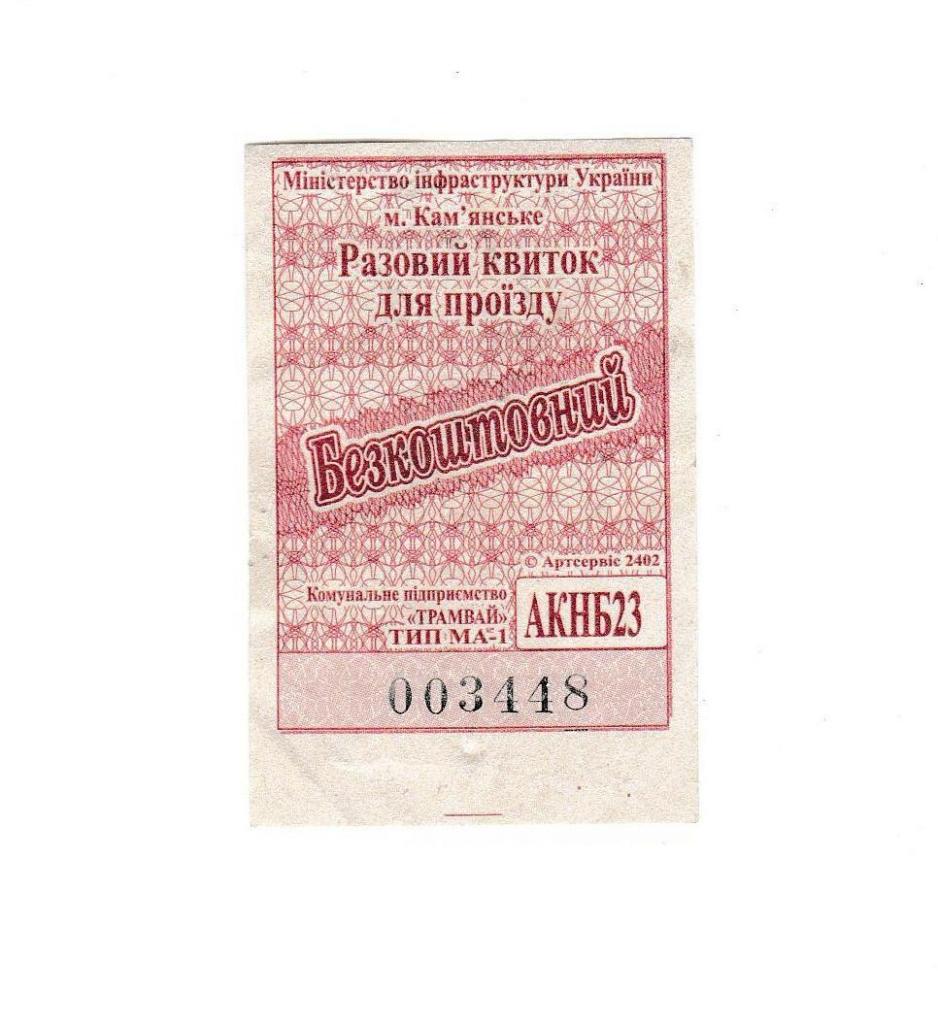 Міністерство інфраструктури України
м. Кам’янське
Разовий квиток
для проїзду
Безкоштовний
© Артсервіс 2402
Комунальне підприємство
«ТРАМВАЙ»
ТИП МА-1
АКНБ23
003448